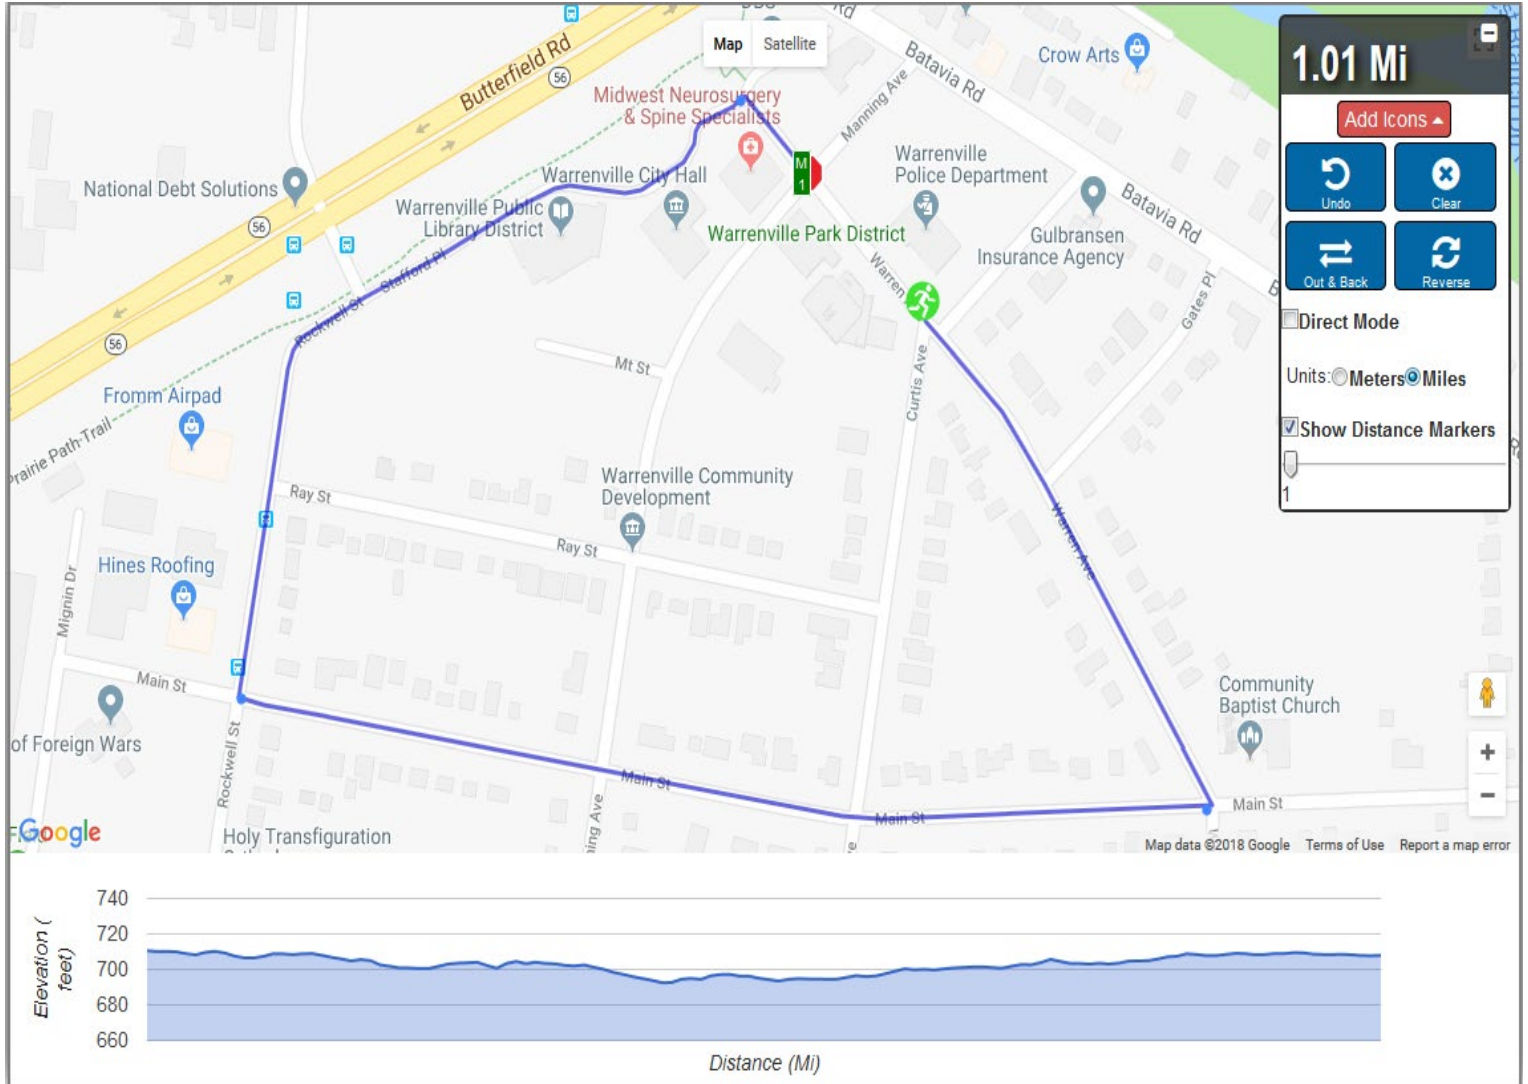 Rd
Map
Satellite
Butterfield Rd
56
Batavia Rd
Crow Arts
1.01 Mi
Add Icons
Midwest Neurosurgery
& Spine Specialists
Manning Ave
M
1
Undo
Clear
National Debt Solutions
Warrenville City Hall
Warrenville
Police Department
Warrenville Public
Library District
56
Warrenville Park District
Batavia Rd
Gulbransen
Insurance Agency
Out & Back
Reverse
Stafford Pl
Warren
Gates Pl
B
Rockwell St
Direct Mode
56
Mt St
Units:
Meters
Miles
Fromm Airpad
Curtis Ave
Show Distance Markers
Prairie Path-Trail
Warrenville Community
Development
1
Ray St
Warren Ave
Ray St
Hines Roofing
Mignin Dr
Main St
Community
Baptist Church
of Foreign Wars
Rockwell St
Main St
+
−
Main St
Main St
ning Ave
Google
Holy Transfiguration
Map data ©2018 Google
Terms of Use
Report a map error
740
720
700
680
660
Elevation (
feet)
Distance (Mi)